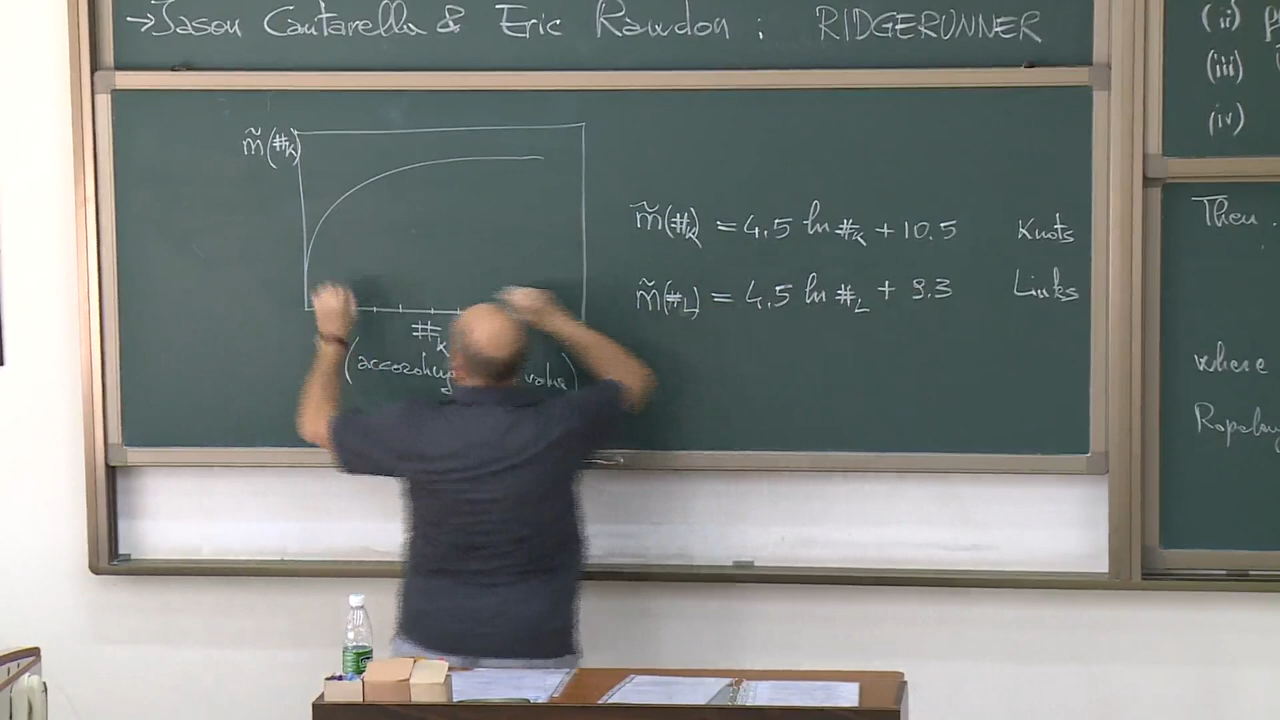 → Jason Cantarella & Eric Rawdon : RIDGERUNNER
m̃(#K)
#K
(according value)
m̃(#K) = 4.5 ln #K + 10.5 Knots
m̃(#L) = 4.5 ln #L + 9.3 Links
(ii)
(iii)
(iv)
Then
where